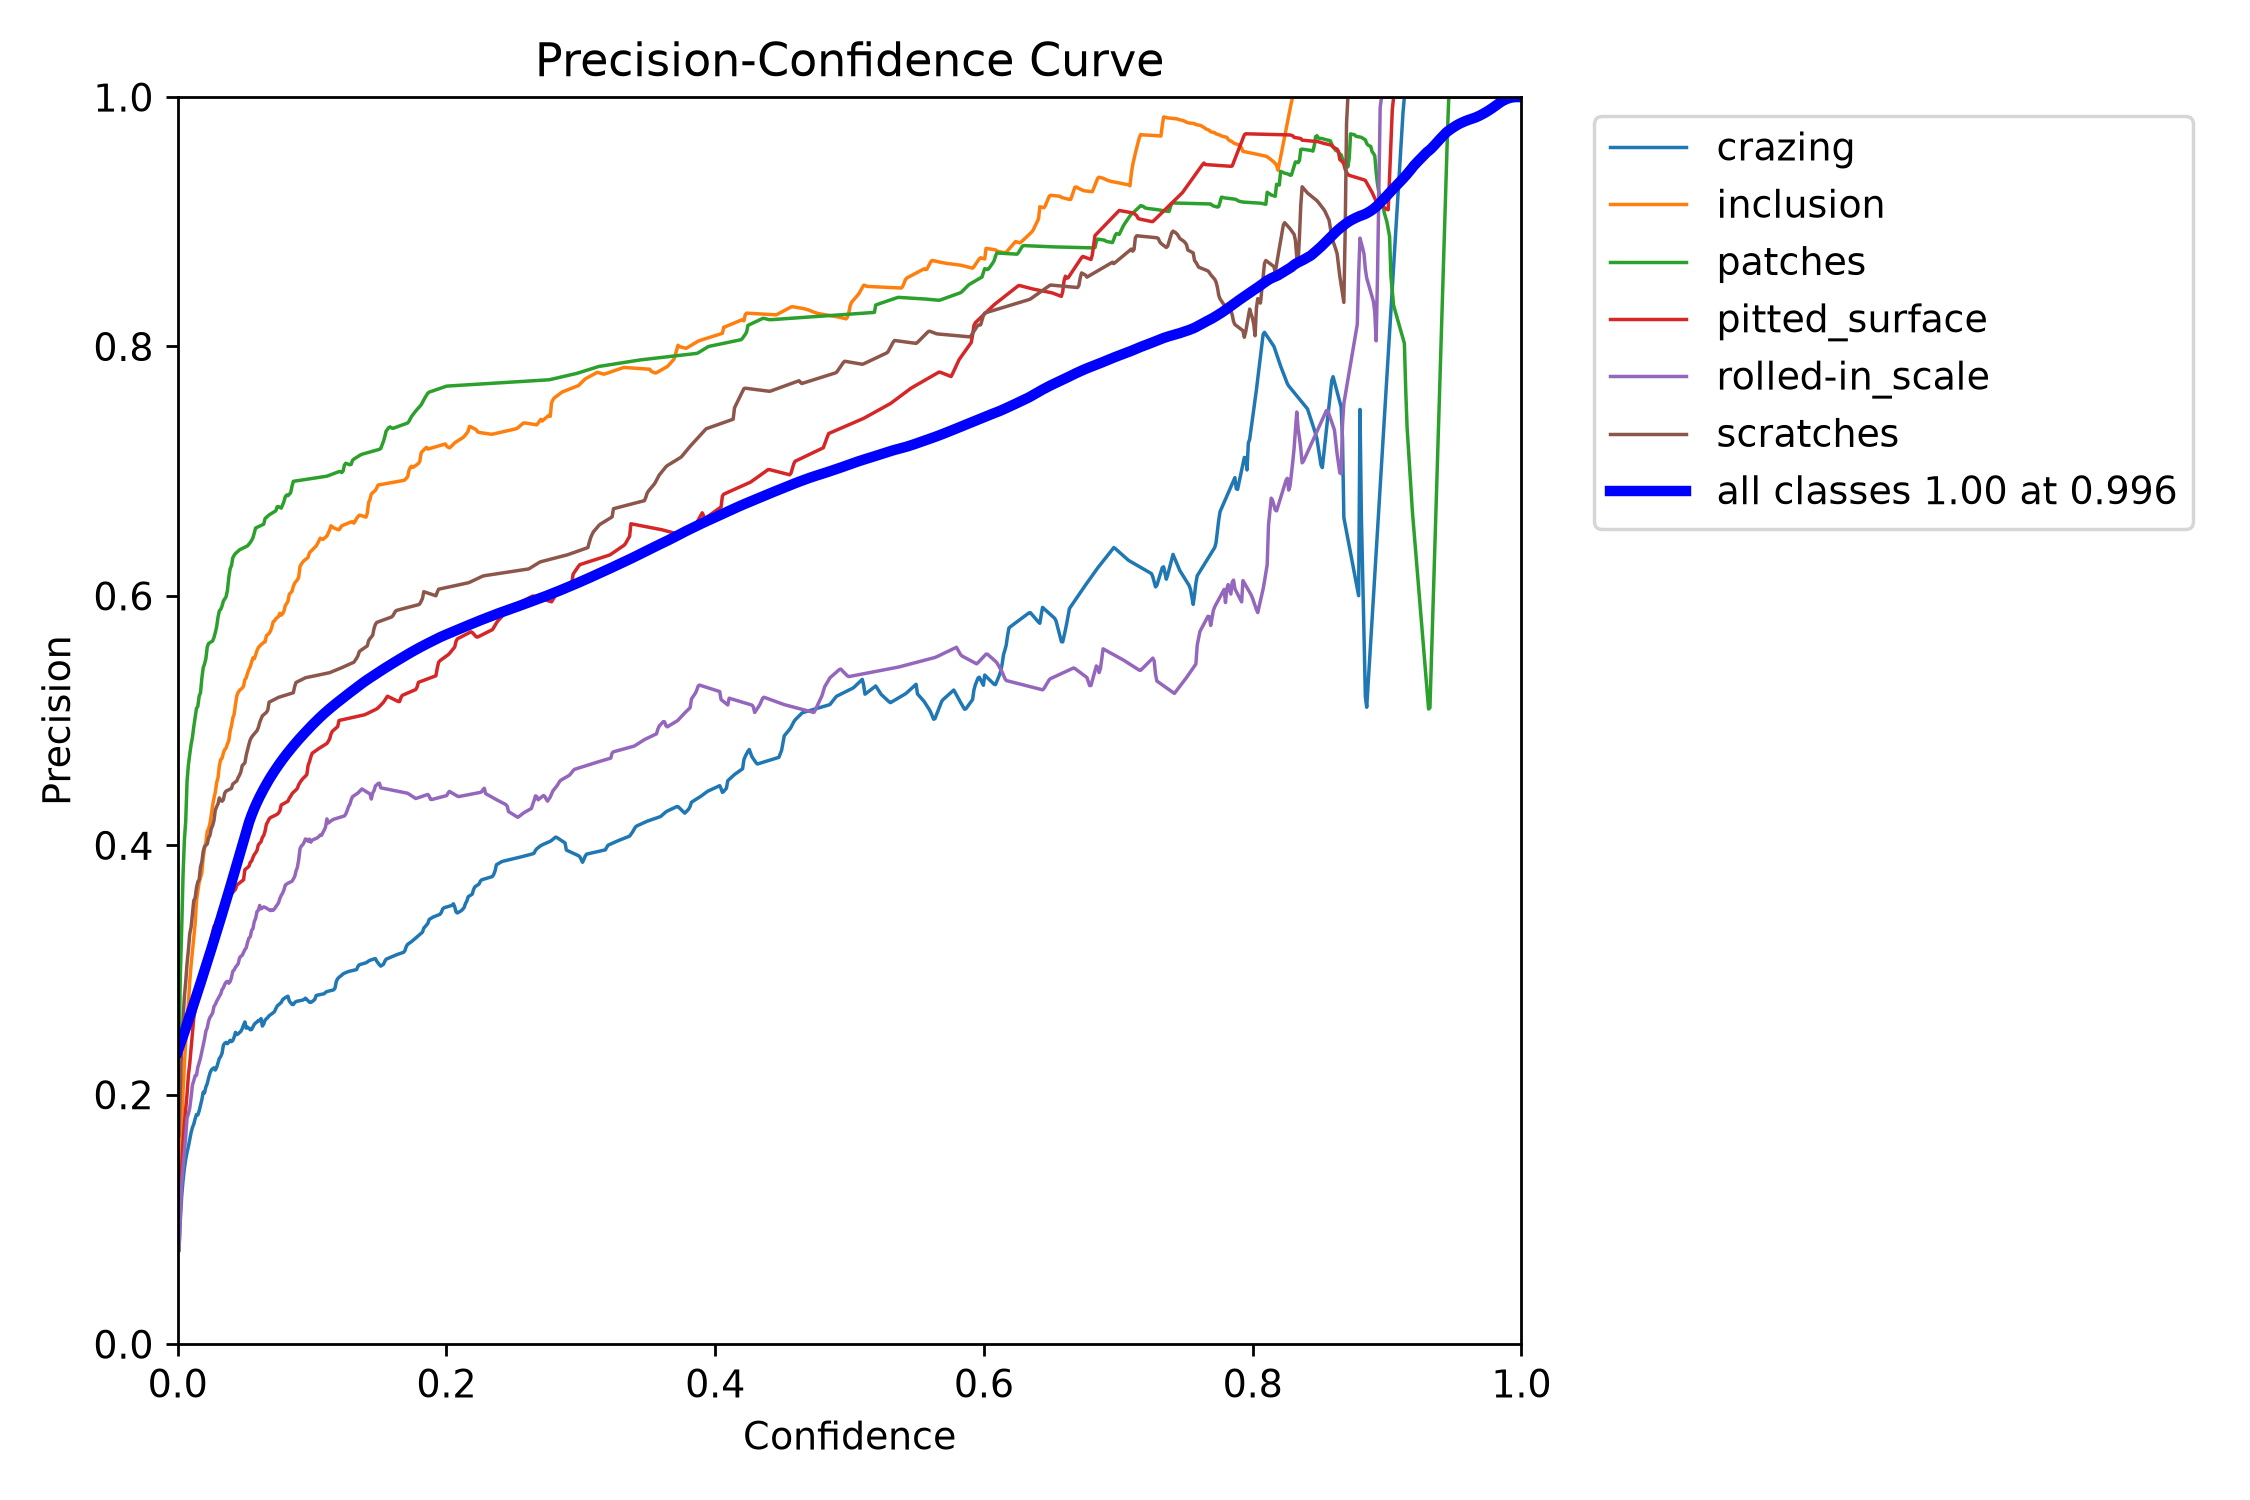 Precision-Confidence Curve
1.0
0.8
0.6
0.4
0.2
0.0
Precision
0.0 0.2 0.4 0.6 0.8 1.0
Confidence
crazing
inclusion
patches
pitted_surface
rolled-in_scale
scratches
all classes 1.00 at 0.996